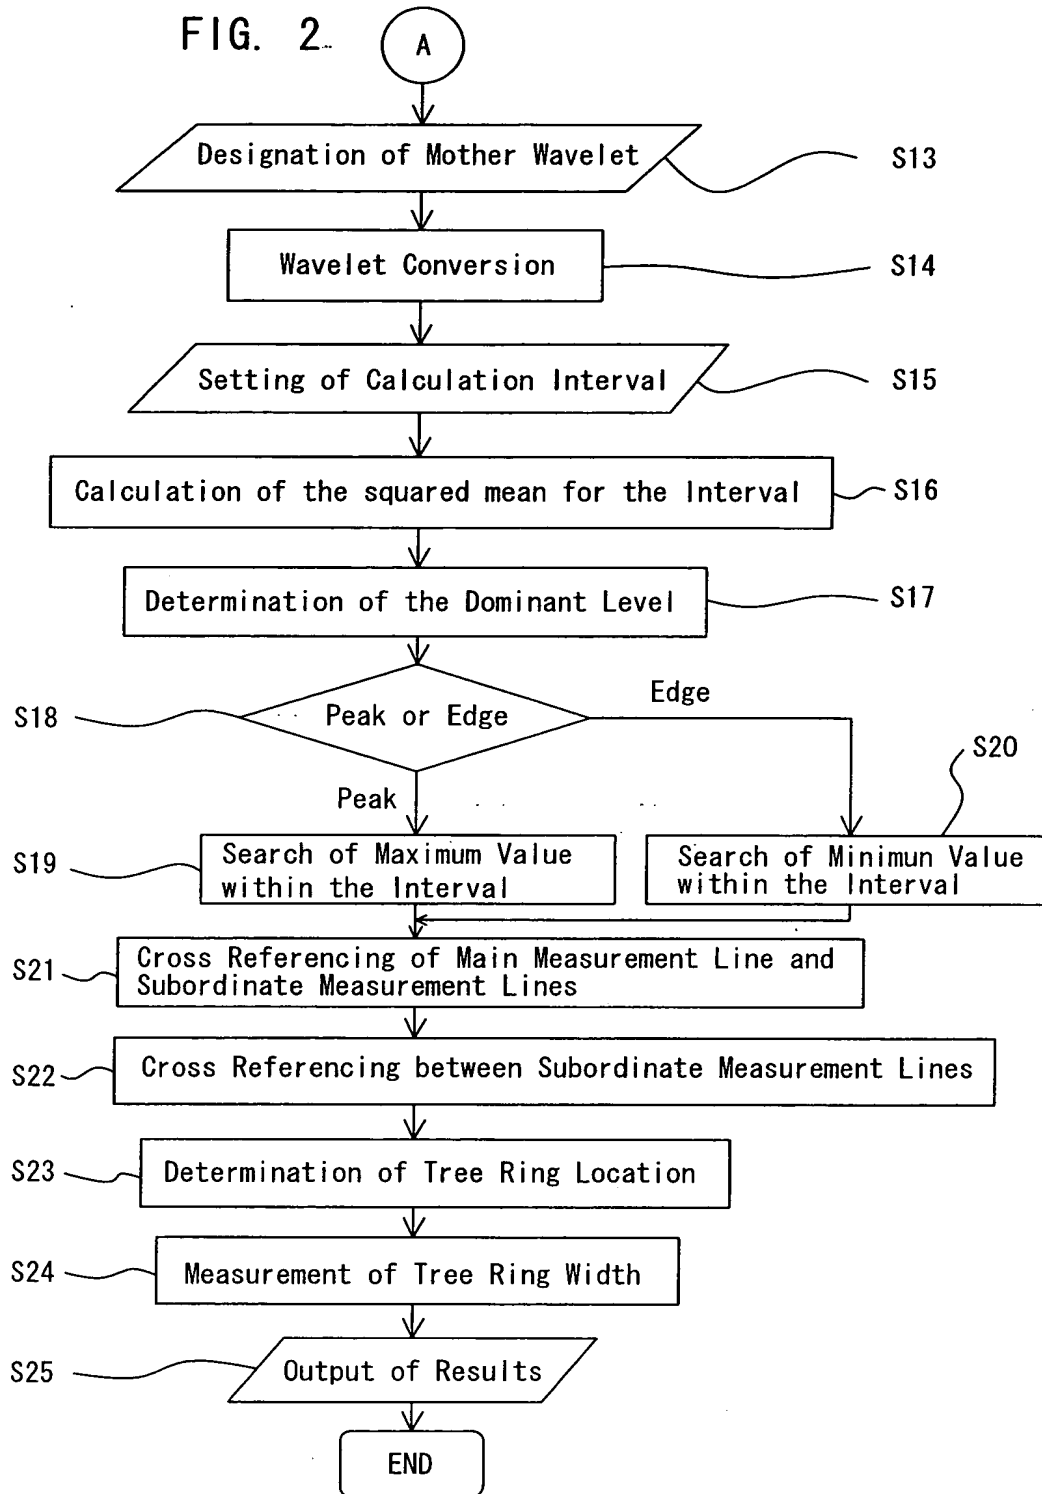 FIG. 2
A
Designation of Mother Wavelet
S13
Wavelet Conversion
S14
Setting of Calculation Interval
S15
Calculation of the squared mean for the Interval
S16
Determination of the Dominant Level
S17
S18
Peak or Edge
Edge
S20
Peak
S19
Search of Maximum Value
within the Interval
Search of Minimun Value
within the Interval
S21
Cross Referencing of Main Measurement Line and
Subordinate Measurement Lines
S22
Cross Referencing between Subordinate Measurement Lines
S23
Determination of Tree Ring Location
S24
Measurement of Tree Ring Width
S25
Output of Results
END